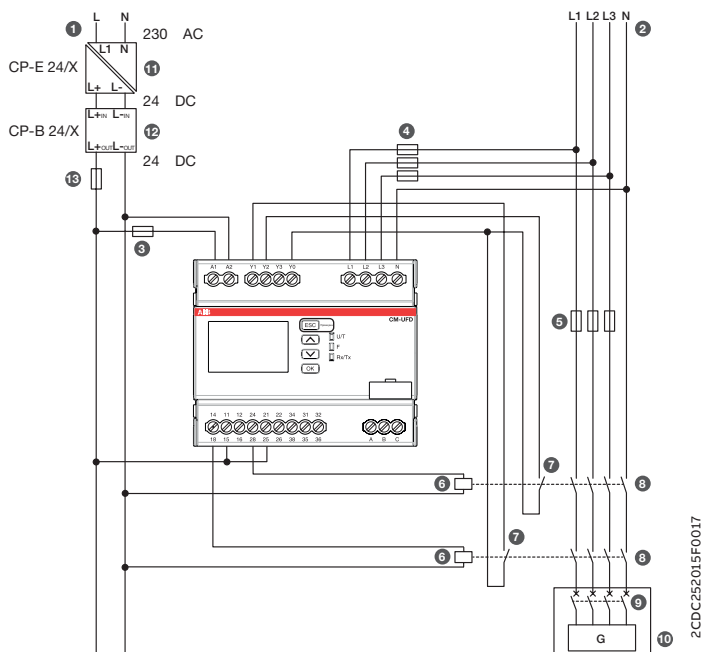 L N
L1 L2 L3 N
1
2
230 AC
L1 N
CP-E 24/X
11
L+ L-
24 DC
L+IN L-IN
CP-B 24/X
12
L+OUT L-OUT
24 DC
4
13
3
A1 A2 Y1 Y2 Y3 Y0 L1 L2 L3 N
ABB
CM-UFD
ESC
U/T
F
Rx/Tx
OK
5
14 11 12 24 21 22 34 31 32
18 15 16 28 25 26 38 35 36
A B C
7
6
8
7
6
8
9
G
10
2CDC252015F0017